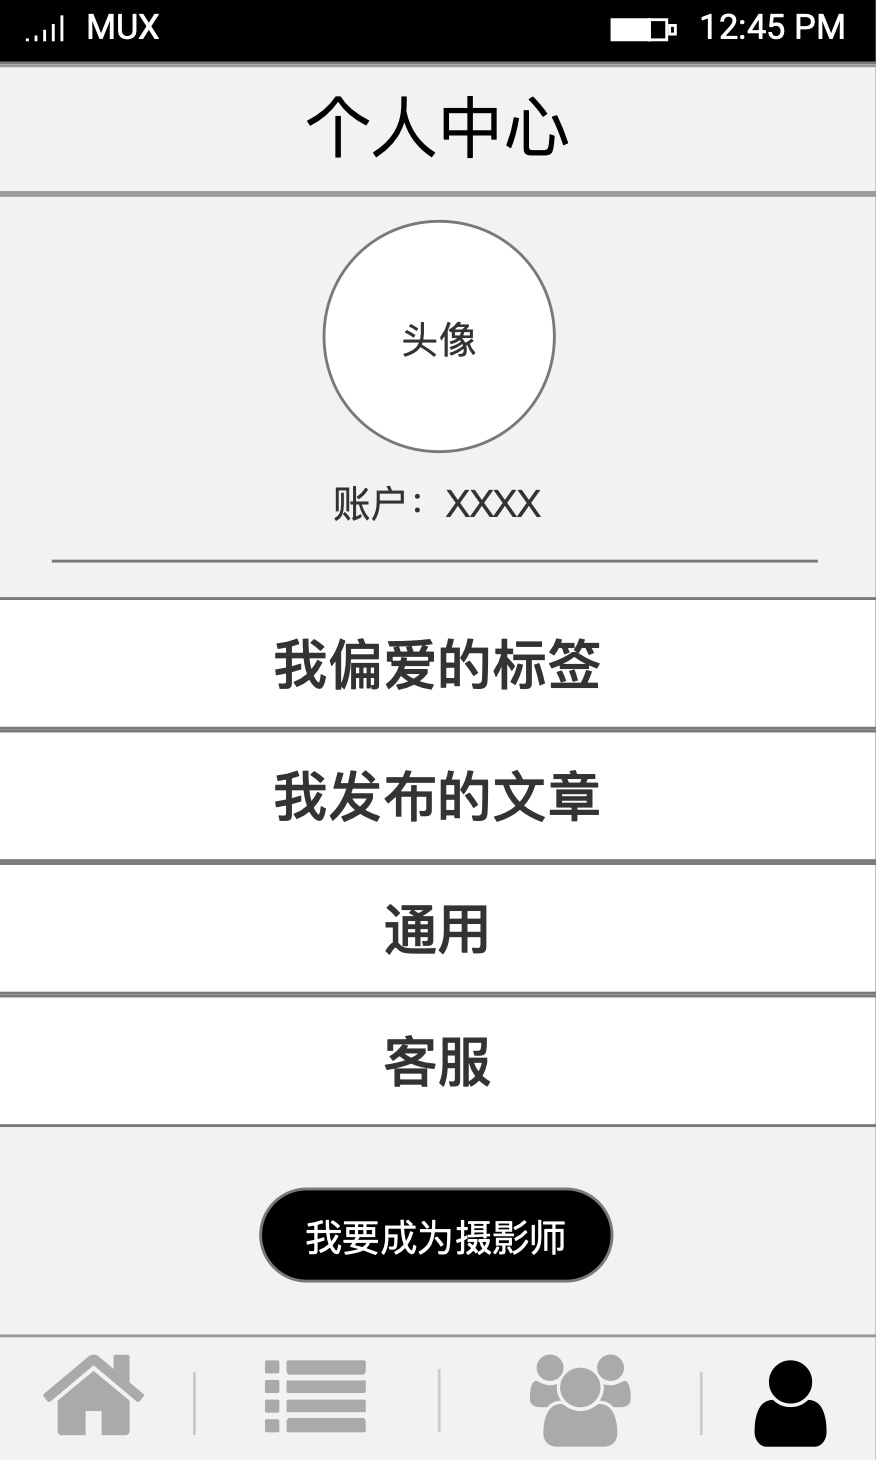 MUX 12:45 PM
个人中心
头像
账户：XXXX
我偏爱的标签
我发布的文章
通用
客服
我要成为摄影师